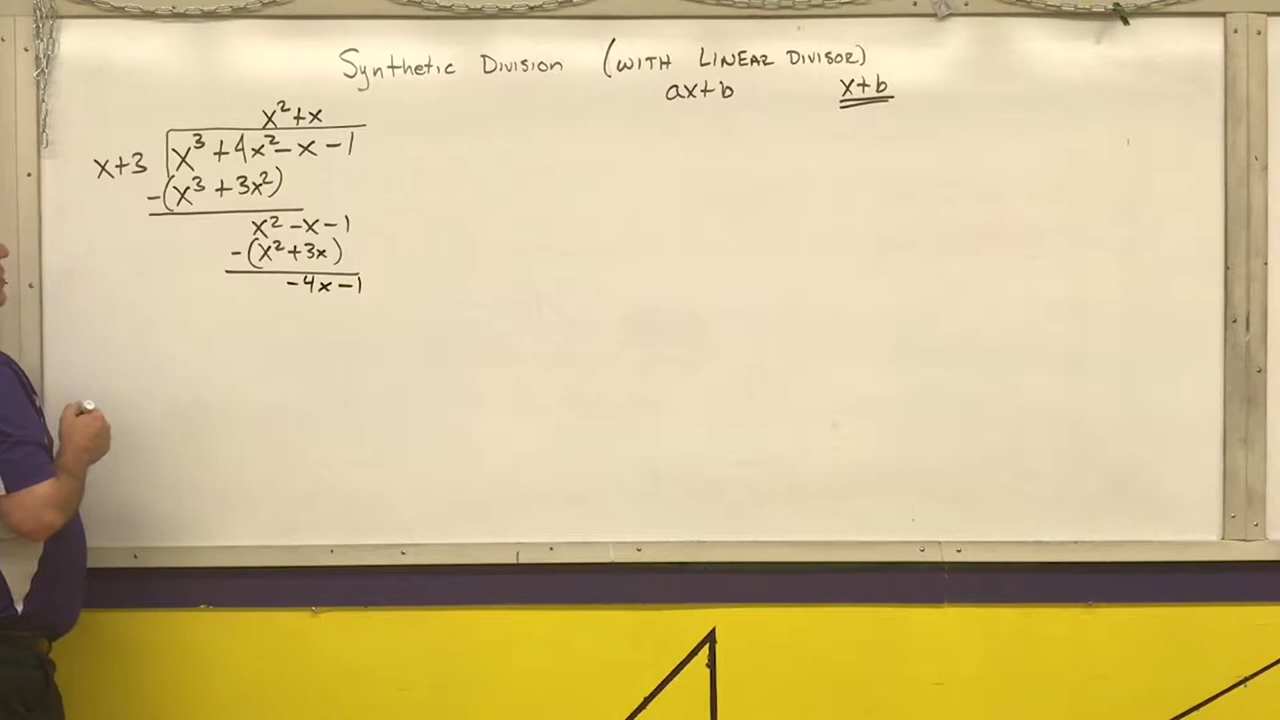 Synthetic Division (WITH LINEAR DIVISOR)
ax+b x+b
x²+x
x+3 x³+4x²-x-1
-(x³+3x²)
x²-x-1
-(x²+3x)
-4x-1